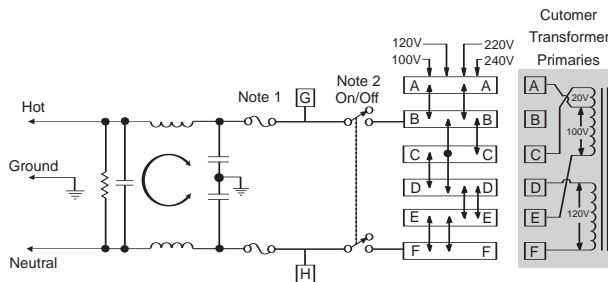 Cutomer
Transformer
Primaries
120V
220V
100V
240V
Note 2
On/Off
Note 1
G
Hot
Ground
Neutral
H
A A
B B
C C
D D
E E
F F
A
B
C
D
E
F
20V
100V
120V